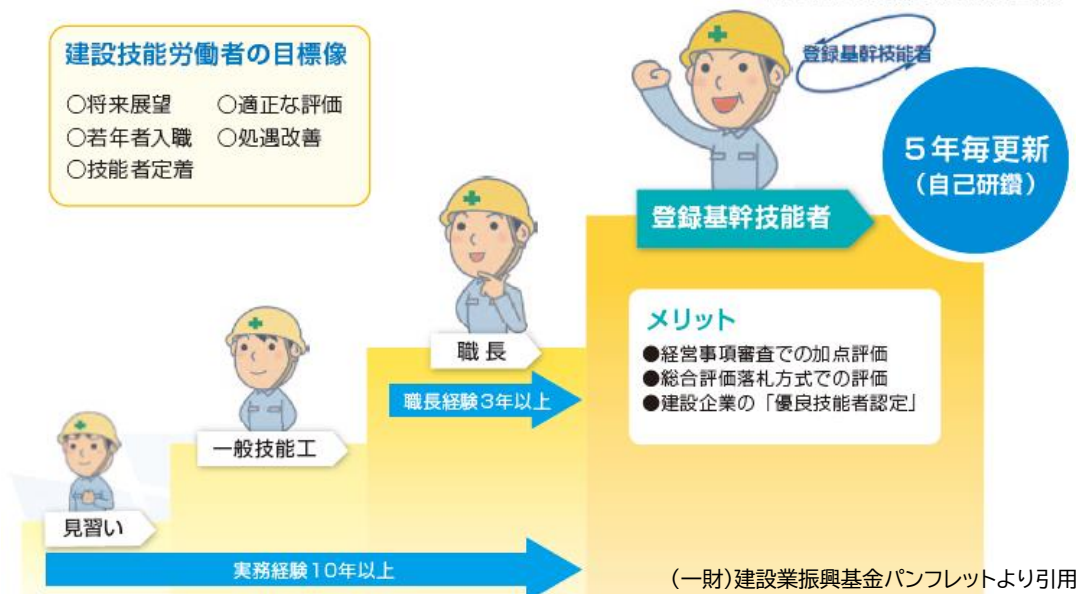 建設技能労働者の目標像
○将来展望　○適正な評価
○若年者入職　○処遇改善
○技能者定着
登録基幹技能者
5年毎更新
(自己研鑽)
登録基幹技能者
メリット
●経営事項審査での加点評価
●総合評価落札方式での評価
●建設企業の「優良技能者認定」
職長
職長経験3年以上
一般技能工
見習い
実務経験10年以上
(一財)建設業振興基金パンフレットより引用